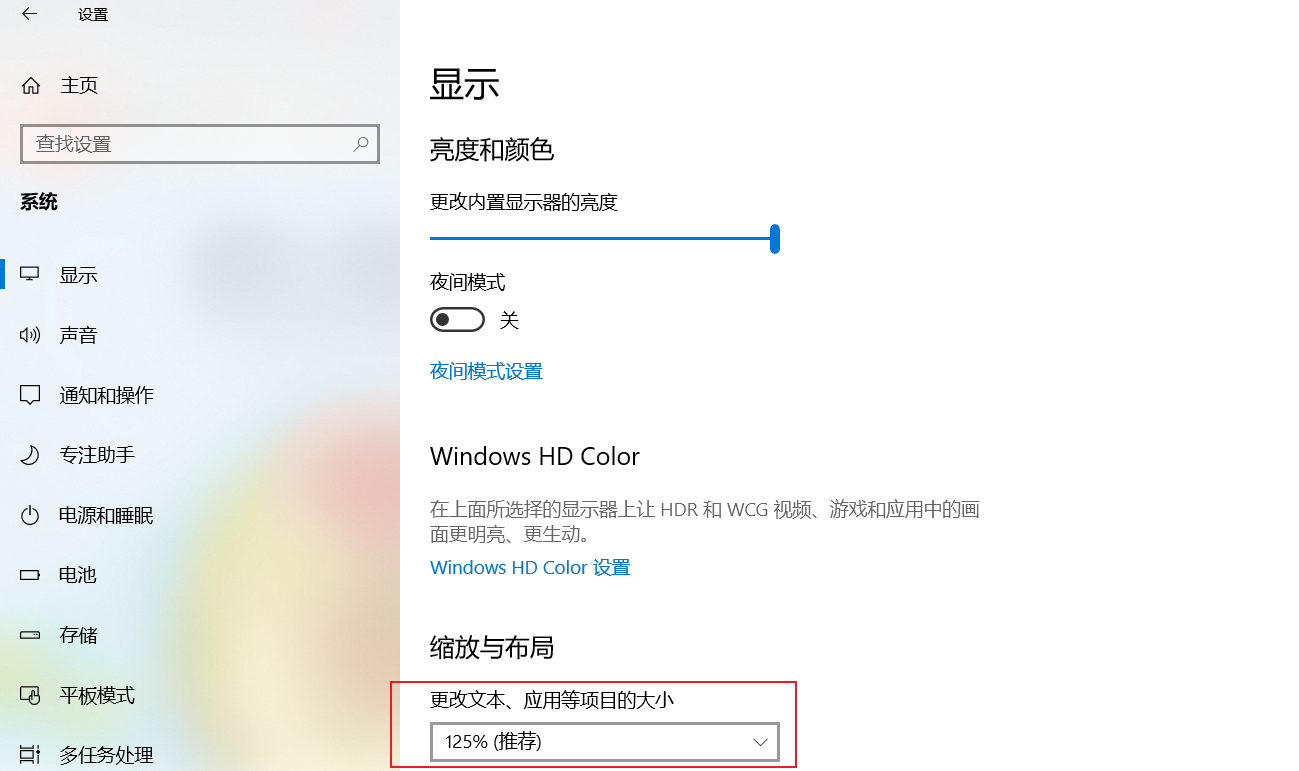 设置
主页
查找设置
系统
显示
声音
通知和操作
专注助手
电源和睡眠
电池
存储
平板模式
多任务处理
显示
亮度和颜色
更改内置显示器的亮度
夜间模式
关
夜间模式设置
Windows HD Color
在上面所选择的显示器上让 HDR 和 WCG 视频、游戏和应用中的画
面更明亮、更生动。
Windows HD Color 设置
缩放与布局
更改文本、应用等项目的大小
125% (推荐)